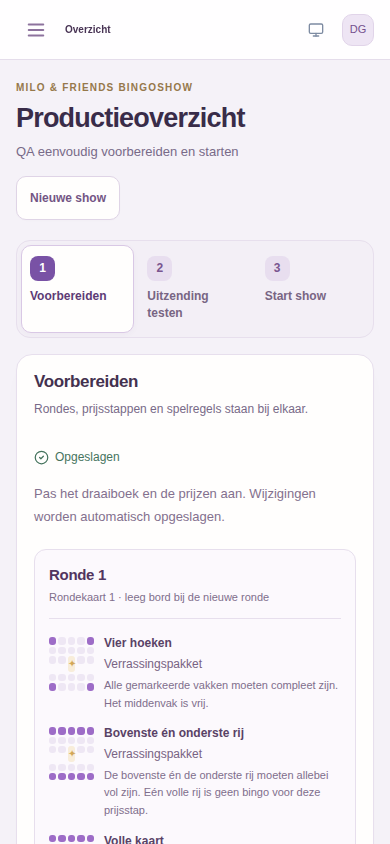 Overzicht
DG
MILO & FRIENDS BINGOSHOW
Productieoverzicht
QA eenvoudig voorbereiden en starten
Nieuwe show
1
Voorbereiden
2
Uitzending
testen
3
Start show
Voorbereiden
Rondes, prijsstappen en spelregels staan bij elkaar.
Opgeslagen
Pas het draaiboek en de prijzen aan. Wijzigingen
worden automatisch opgeslagen.
Ronde 1
Rondekaart 1 · leeg bord bij de nieuwe ronde
Vier hoeken
Verrassingspakket
Alle gemarkeerde vakken moeten compleet zijn.
Het middenvak is vrij.
Bovenste én onderste rij
Verrassingspakket
De bovenste én de onderste rij moeten allebei
vol zijn. Eén volle rij is geen bingo voor deze
prijsstap.
Volle kaart